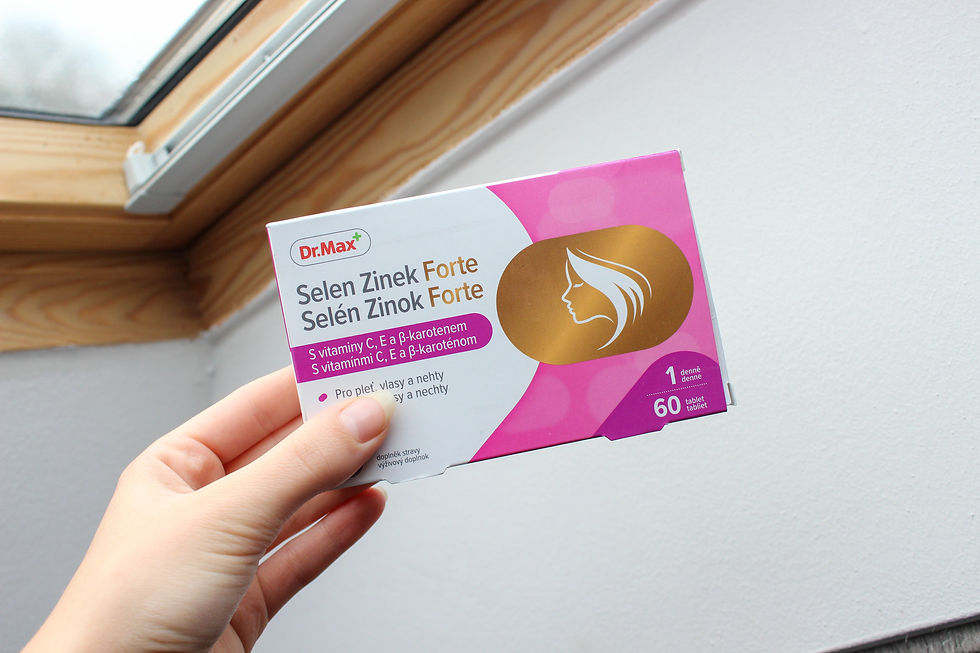 Dr.Max+
Selen Zinek Forte
Selén Zinok Forte
S vitaminy C, E a β-karotenem
S vitamínmi C, E a β-karoténom
Pro pleť, vlasy a nehty
a nechty
doplněk stravy
výživový doplnok
1 denně
denne
60 tablet
tabliet